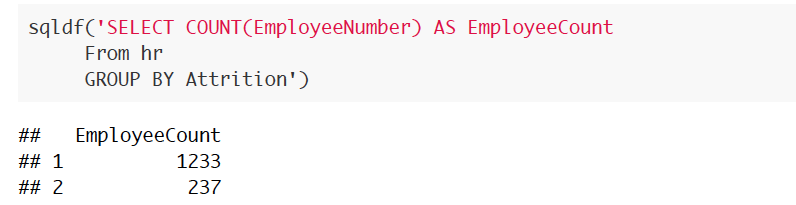 sqldf('SELECT COUNT(EmployeeNumber) AS EmployeeCount
From hr
GROUP BY Attrition')
## EmployeeCount
## 1 1233
## 2 237